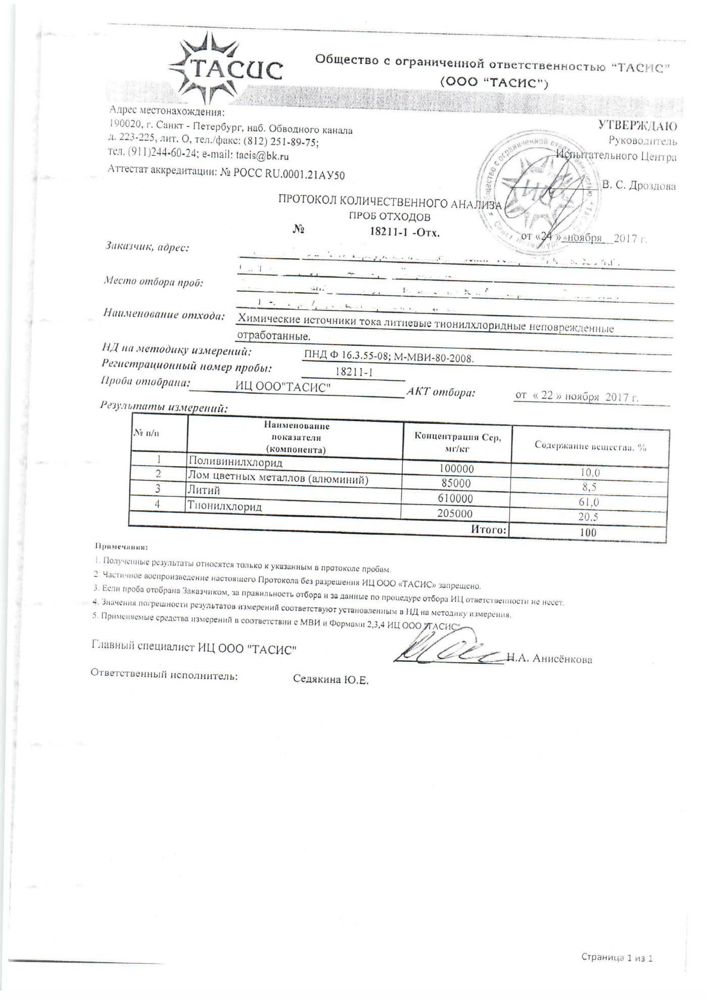 ТАСИС
Общество с ограниченной ответственностью "ТАСИС"
(ООО "ТАСИС")
Адрес местонахождения:
190020, г. Санкт - Петербург, наб. Обводного канала
д. 223-225, лит. О, тел./факс: (812) 251-89-75;
тел. (911)244-60-24; e-mail: tacis@bk.ru
Аттестат аккредитации: № РОСС RU.0001.21АУ50
УТВЕРЖДАЮ
Руководитель
Испытательного Центра
В. С. Дроздова
ПРОТОКОЛ КОЛИЧЕСТВЕННОГО АНАЛИЗА
ПРОБ ОТХОДОВ
№ 18211-1 -Отх. от «24 » ноября 2017 г.
Заказчик, адрес:
Место отбора проб:
Наименование отхода: Химические источники тока литиевые тионилхлоридные неповрежденные
отработанные.
НД на методику измерений: ПНД Ф 16.3.55-08; М-МВИ-80-2008.
Регистрационный номер пробы: 18211-1
Проба отобрана: ИЦ ООО"ТАСИС" АКТ отбора: от « 22 » ноября 2017 г.
Результаты измерений:
№ п/п Наименование показателя (компонента) Концентрация Сср, мг/кг Содержание вещества, %
1 Поливинилхлорид 100000 10,0
2 Лом цветных металлов (алюминий) 85000 8,5
3 Литий 610000 61,0
4 Тионилхлорид 205000 20.5
Итого: 100
Примечания:
1. Полученные результаты относятся только к указанным в протоколе пробам.
2. Частичное воспроизведение настоящего Протокола без разрешения ИЦ ООО «ТАСИС» запрещено.
3. Если проба отобрана Заказчиком, за правильность отбора и за данные по процедуре отбора ИЦ ответственности не несет.
4. Значения погрешности результатов измерений соответствуют установленным в НД на методику измерения.
5. Применяемые средства измерений в соответствии с МВИ и Формами 2,3,4 ИЦ ООО "ТАСИС"
Главный специалист ИЦ ООО "ТАСИС" Н.А. Анисёнкова
Ответственный исполнитель: Седякина Ю.Е.
Страница 1 из 1